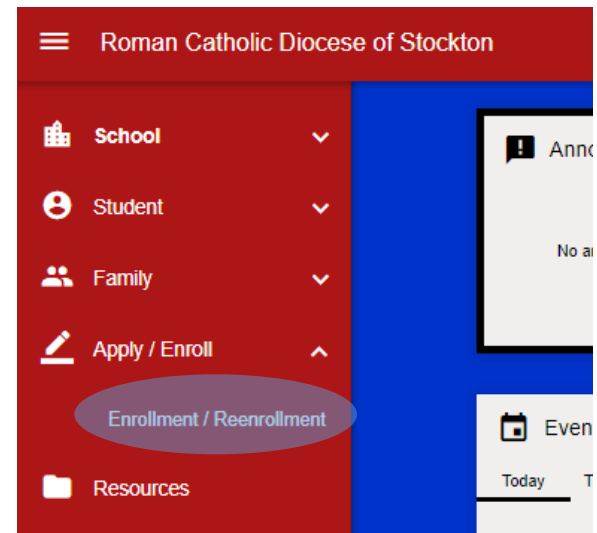 Roman Catholic Diocese of Stockton
School
Student
Family
Apply / Enroll
Enrollment / Reenrollment
Resources
No
Today